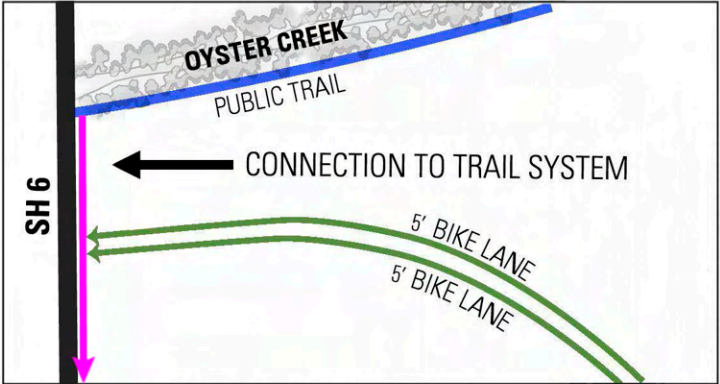 OYSTER CREEK
PUBLIC TRAIL
CONNECTION TO TRAIL SYSTEM
SH 6
5' BIKE LANE
5' BIKE LANE